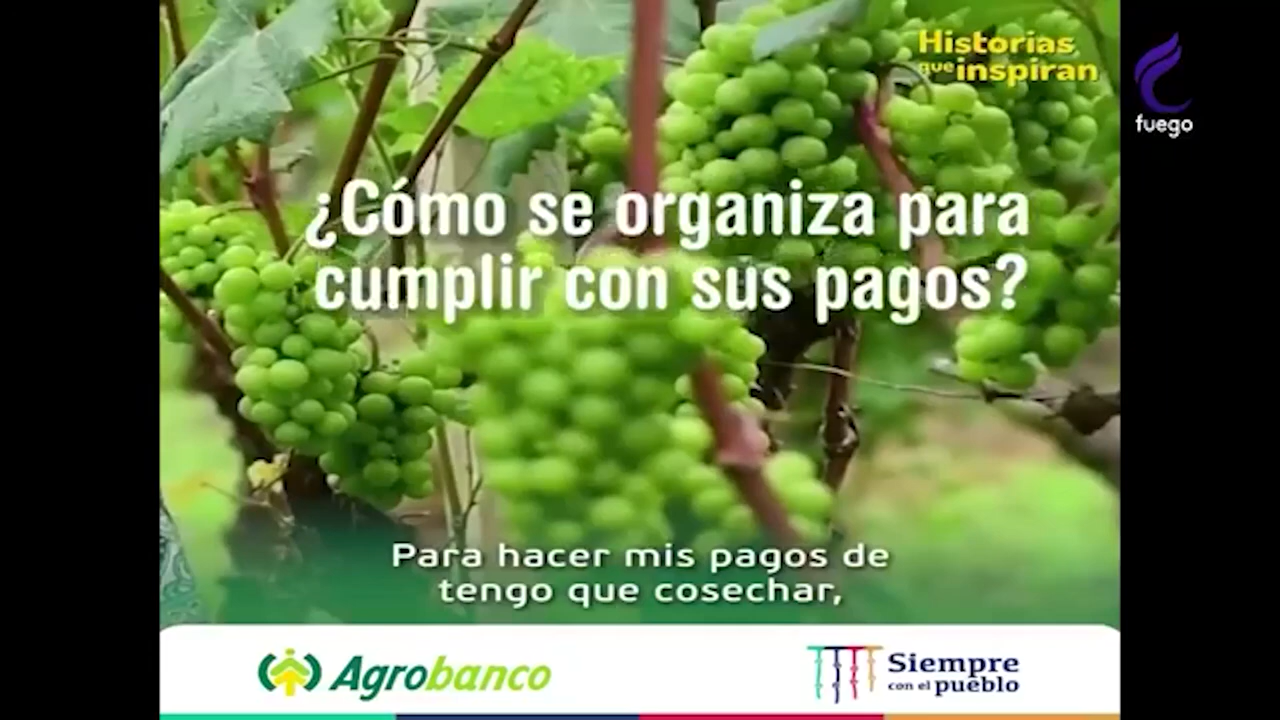 Historias
que inspiran
fuego
¿Cómo se organiza para
cumplir con sus pagos?
Para hacer mis pagos de
tengo que cosechar,
Agrobanco
Siempre
con el pueblo